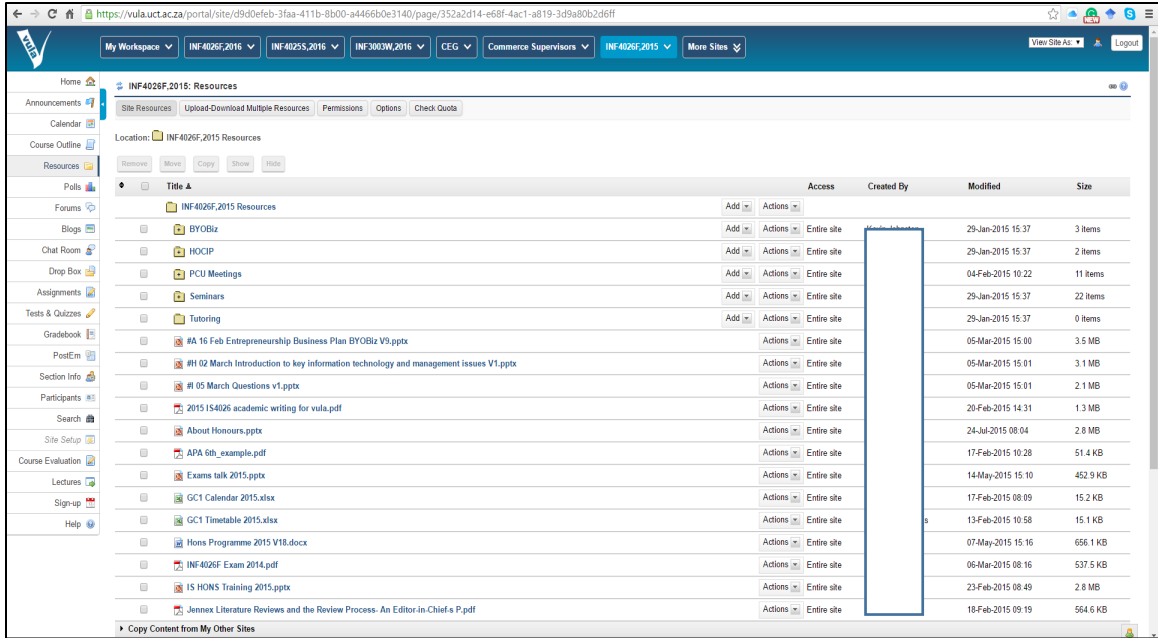 https://vula.uct.ac.za/portal/site/d9d0efeb-3faa-411b-8b00-a4466b0e3140/page/352a2d14-e68f-4ac1-a819-3d9a80b2d6ff NEW
vula My Workspace INF4026F,2016 INF4025S,2016 INF3003W,2016 CEG Commerce Supervisors INF4026F,2015 More Sites View Site As: Logout
Home
Announcements
Calendar
Course Outline
Resources
Polls
Forums
Blogs
Chat Room
Drop Box
Assignments
Tests & Quizzes
Gradebook
PostEm
Section Info
Participants
Search
Site Setup
Course Evaluation
Lectures
Sign-up
Help
INF4026F,2015: Resources
Site Resources Upload-Download Multiple Resources Permissions Options Check Quota
Location: INF4026F,2015 Resources
Remove Move Copy Show Hide
Title Access Created By Modified Size
INF4026F,2015 Resources Add Actions
BYOBiz Add Actions Entire site 29-Jan-2015 15:37 3 items
HOCIP Add Actions Entire site 29-Jan-2015 15:37 2 items
PCU Meetings Add Actions Entire site 04-Feb-2015 10:22 11 items
Seminars Add Actions Entire site 29-Jan-2015 15:37 22 items
Tutoring Add Actions Entire site 29-Jan-2015 15:37 0 items
#A 16 Feb Entrepreneurship Business Plan BYOBiz V9.pptx Actions Entire site 05-Mar-2015 15:00 3.5 MB
#H 02 March Introduction to key information technology and management issues V1.pptx Actions Entire site 05-Mar-2015 15:01 3.1 MB
#I 05 March Questions v1.pptx Actions Entire site 05-Mar-2015 15:01 2.1 MB
2015 IS4026 academic writing for vula.pdf Actions Entire site 20-Feb-2015 14:31 1.3 MB
About Honours.pptx Actions Entire site 24-Jul-2015 08:04 2.8 MB
APA 6th_example.pdf Actions Entire site 17-Feb-2015 10:28 51.4 KB
Exams talk 2015.pptx Actions Entire site 14-May-2015 15:10 452.9 KB
GC1 Calendar 2015.xlsx Actions Entire site 17-Feb-2015 08:09 15.2 KB
GC1 Timetable 2015.xlsx Actions Entire site s 13-Feb-2015 10:58 15.1 KB
Hons Programme 2015 V18.docx Actions Entire site 07-May-2015 15:16 656.1 KB
INF4026F Exam 2014.pdf Actions Entire site 06-Mar-2015 08:16 537.5 KB
IS HONS Training 2015.pptx Actions Entire site 23-Feb-2015 08:49 2.8 MB
Jennex Literature Reviews and the Review Process- An Editor-in-Chief-s P.pdf Actions Entire site 18-Feb-2015 09:19 564.6 KB
Copy Content from My Other Sites